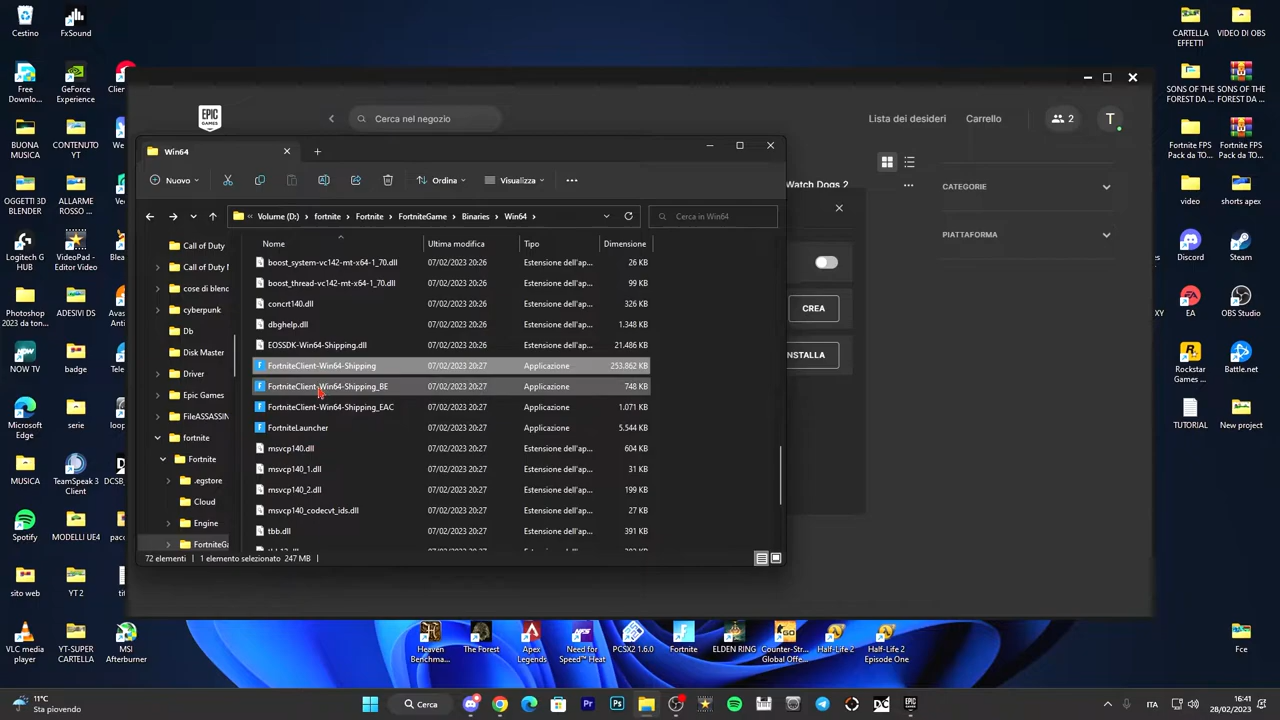 Cestino
FxSound
CARTELLA
EFFETTI
VIDEO DI OBS
Free
Downlo...
GeForce
Experience
SONS OF THE
FOREST DA ...
SONS OF THE
FOREST DA ...
EPIC
GAMES
Cerca nel negozio
Lista dei desideri
Carrello
2
T
BUONA
MUSICA
CONTENUTO
YT
Win64
Fortnite FPS
Pack da TO...
Fortnite FPS
Pack da TO...
Nuovo
Ordina
Visualizza
Watch Dogs 2
CATEGORIE
OGGETTI 3D
BLENDER
ALLARME
ROSSO ...
video
shorts apex
Volume (D:)
fortnite
Fortnite
FortniteGame
Binaries
Win64
Cerca in Win64
PIATTAFORMA
Nome
Ultima modifica
Tipo
Dimensione
Call of Duty
boost_system-vc142-mt-x64-1_70.dll
07/02/2023 20:26
Estensione dell'ap...
26 KB
Logitech G
HUB
VideoPad -
Editor Video
Discord
Steam
boost_thread-vc142-mt-x64-1_70.dll
07/02/2023 20:26
Estensione dell'ap...
99 KB
cose di blend
concrt140.dll
07/02/2023 20:26
Estensione dell'ap...
326 KB
CREA
cyberpunk
Photoshop
2023 da ton...
ADESIVI DS
EA
OBS Studio
dbghelp.dll
07/02/2023 20:26
Estensione dell'ap...
1.348 KB
Db
EOSSDK-Win64-Shipping.dll
07/02/2023 20:26
Estensione dell'ap...
21.486 KB
Disk Master
NOW TV
badge
FortniteClient-Win64-Shipping
07/02/2023 20:27
Applicazione
253.862 KB
Driver
Rockstar
Games ...
Battle.net
FortniteClient-Win64-Shipping_BE
07/02/2023 20:27
Applicazione
748 KB
Epic Games
FortniteClient-Win64-Shipping_EAC
07/02/2023 20:27
Applicazione
1.071 KB
FileASSASSIN
Microsoft
Edge
serie
TUTORIAL
New project
FortniteLauncher
07/02/2023 20:27
Applicazione
5.544 KB
fortnite
msvcp140.dll
07/02/2023 20:27
Estensione dell'ap...
604 KB
Fortnite
msvcp140_1.dll
07/02/2023 20:27
Estensione dell'ap...
31 KB
.egstore
MUSICA
TeamSpeak 3
Client
msvcp140_2.dll
07/02/2023 20:27
Estensione dell'ap...
199 KB
Cloud
msvcp140_codecvt_ids.dll
07/02/2023 20:27
Estensione dell'ap...
27 KB
Engine
tbb.dll
07/02/2023 20:27
Estensione dell'ap...
391 KB
Spotify
MODELLI UE4
FortniteGa
72 elementi
1 elemento selezionato 247 MB
sito web
YT 2
VLC media
player
YT-SUPER
CARTELLA
MSI
Afterburner
Heaven
Benchma...
The Forest
Apex
Legends
Need for
Speed™ Heat
PCSX2 1.6.0
Fortnite
ELDEN RING
Counter-Str...
Global Offe...
Half-Life 2
Half-Life 2
Episode One
Fce
11°C
Sta piovendo
Cerca
ITA
16:41
28/02/2023